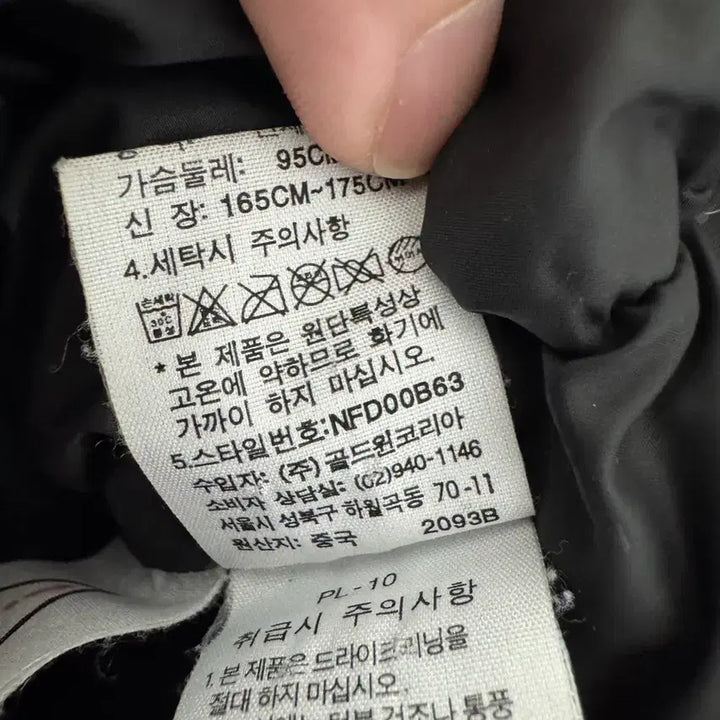 가슴둘레: 95CM
신 장: 165CM~175CM
4.세탁시 주의사항
손세탁
30℃
중성
* 본 제품은 원단특성상
고온에 약하므로 화기에
가까이 하지 마십시오.
5.스타일번호:NFD00B63
수입자: (주) 골드윈코리아
소비자 상담실: (02)940-1146
서울시 성북구 하월곡동 70-11
원산지: 중국 2093B
PL-10
취급시 주의사항
1. 본 제품은 드라이크리닝을
절대 하지 마십시오.